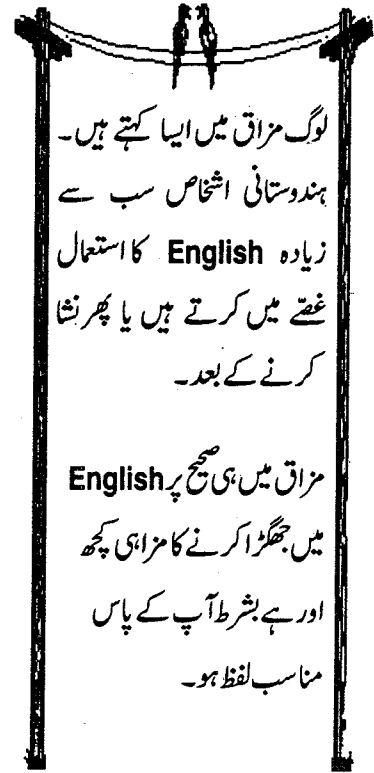 لوگ مزاق میں ایسا کہتے ہیں۔
ہندوستانی اشخاص سب سے
زیادہ English کا استعمال
غصّے میں کرتے ہیں یا پھر نشا
کرنے کے بعد۔
مزاق میں ہی صحیح پر English
میں جھگڑا کرنے کا مزا ہی کچھ
اور ہے بشرط آپ کے پاس
مناسب لفظ ہو۔